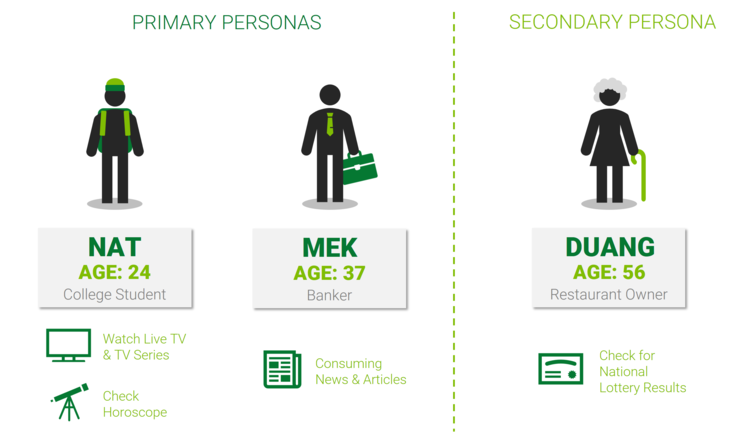 PRIMARY PERSONAS
SECONDARY PERSONA
NAT
AGE: 24
College Student
MEK
AGE: 37
Banker
DUANG
AGE: 56
Restaurant Owner
Watch Live TV
& TV Series
Check
Horoscope
Consuming
News & Articles
Check for
National
Lottery Results